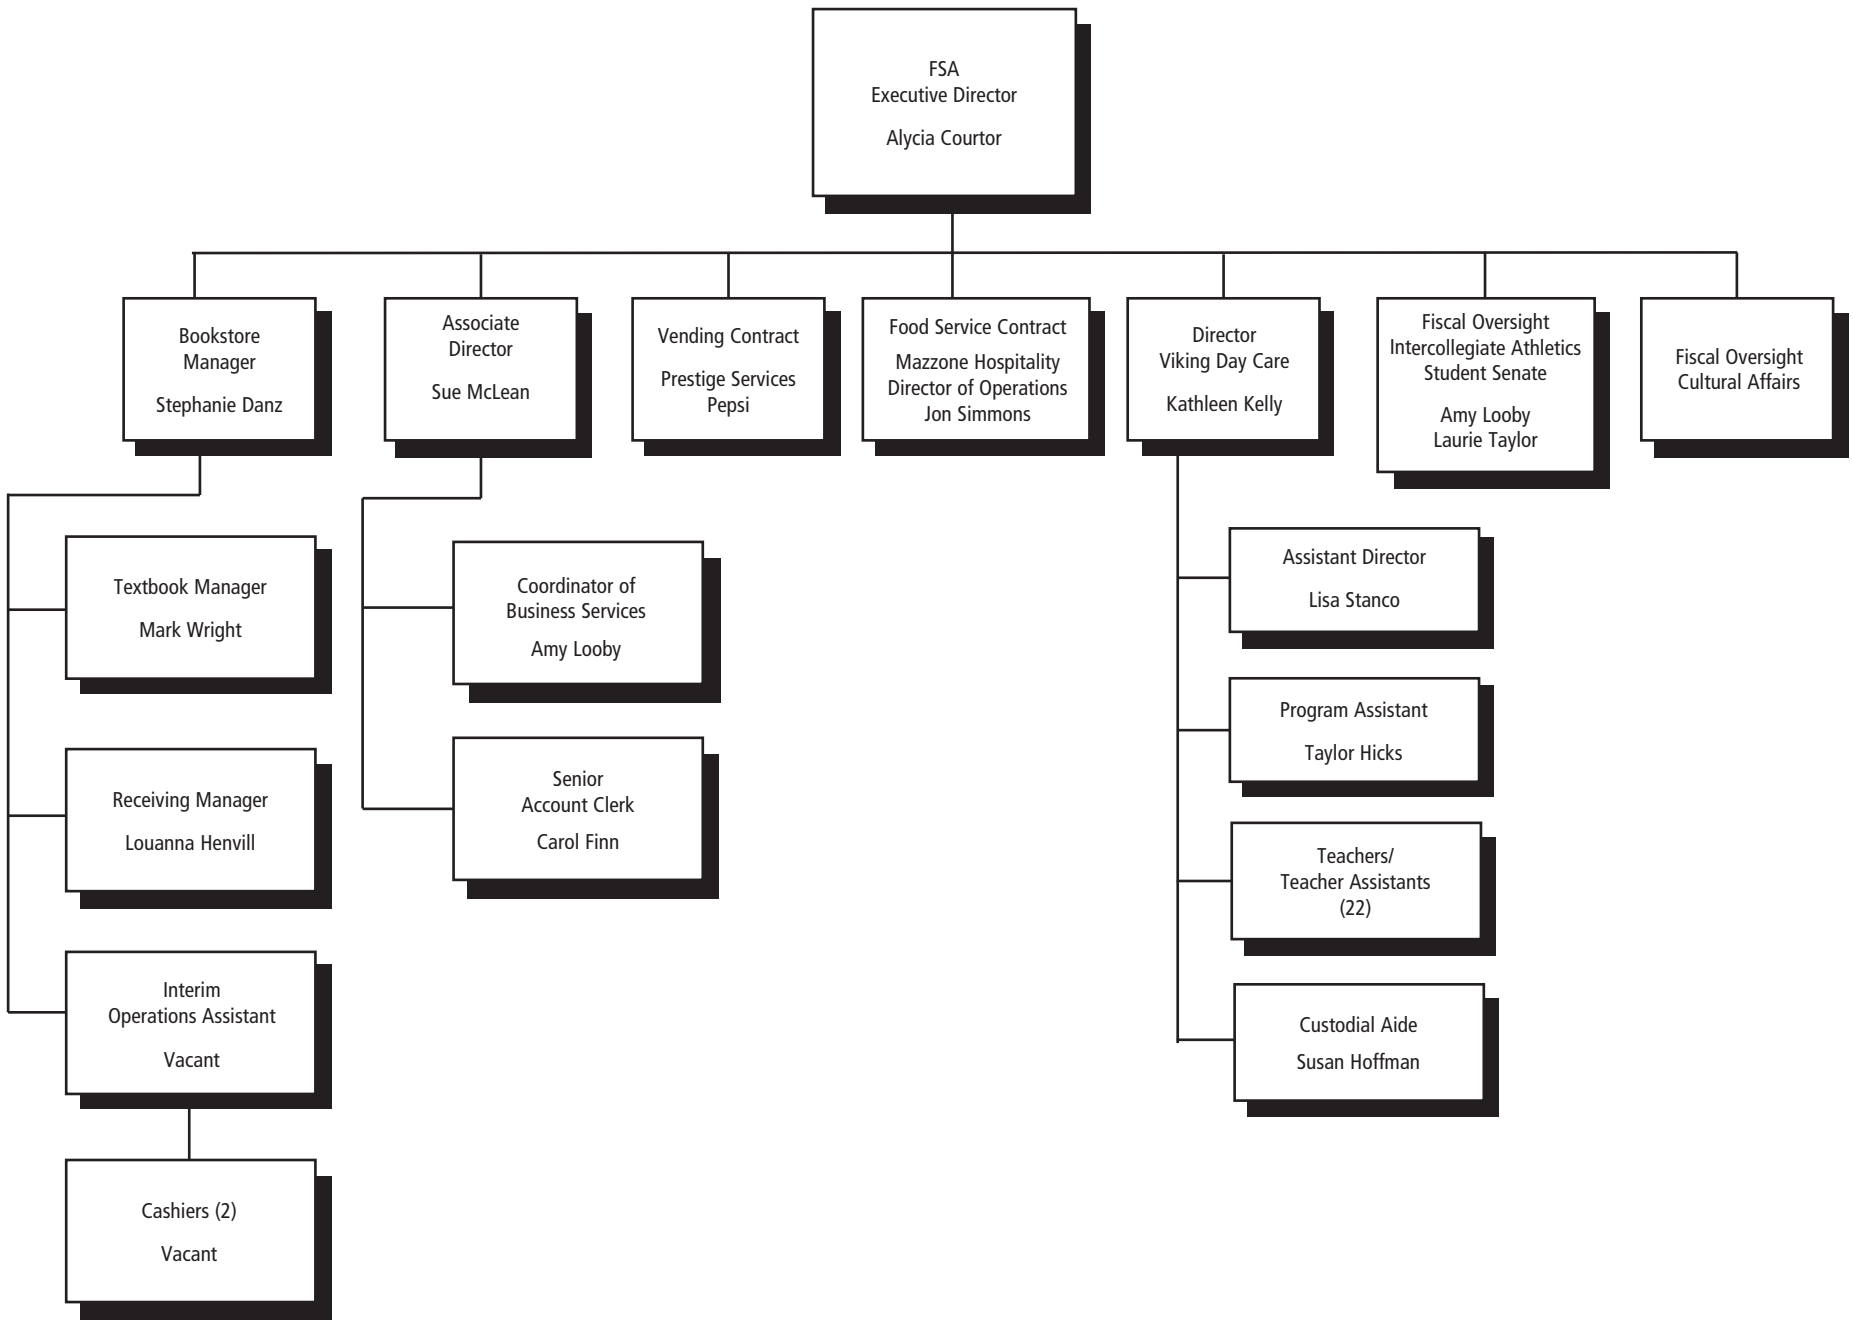 FSA
Executive Director
Alycia Courtor
Bookstore
Manager
Stephanie Danz
Associate
Director
Sue McLean
Vending Contract
Prestige Services
Pepsi
Food Service Contract
Mazzone Hospitality
Director of Operations
Jon Simmons
Director
Viking Day Care
Kathleen Kelly
Fiscal Oversight
Intercollegiate Athletics
Student Senate
Amy Looby
Laurie Taylor
Fiscal Oversight
Cultural Affairs
Textbook Manager
Mark Wright
Receiving Manager
Louanna Henvill
Interim
Operations Assistant
Vacant
Cashiers (2)
Vacant
Coordinator of
Business Services
Amy Looby
Senior
Account Clerk
Carol Finn
Assistant Director
Lisa Stanco
Program Assistant
Taylor Hicks
Teachers/
Teacher Assistants
(22)
Custodial Aide
Susan Hoffman